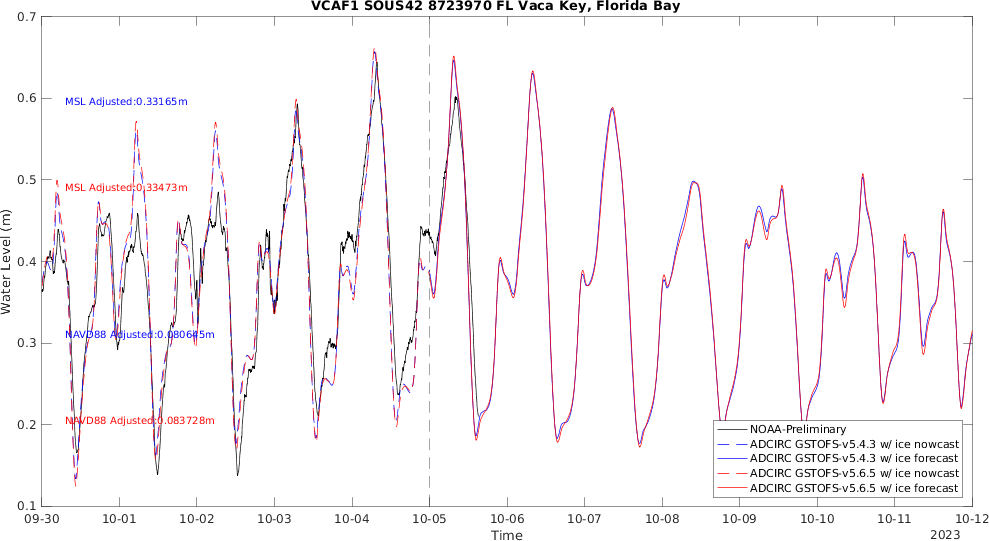 VCAF1 SOUS42 8723970 FL Vaca Key, Florida Bay
0.7
0.6
0.5
0.4
0.3
0.2
0.1
Water Level (m)
MSL Adjusted:0.33165m
MSL Adjusted:0.33473m
NAVD88 Adjusted:0.080645m
NAVD88 Adjusted:0.083728m
NOAA-Preliminary
ADCIRC GSTOFS-v5.4.3 w/ ice nowcast
ADCIRC GSTOFS-v5.4.3 w/ ice forecast
ADCIRC GSTOFS-v5.6.5 w/ ice nowcast
ADCIRC GSTOFS-v5.6.5 w/ ice forecast
09-30 10-01 10-02 10-03 10-04 10-05 10-06 10-07 10-08 10-09 10-10 10-11 10-12
Time
2023